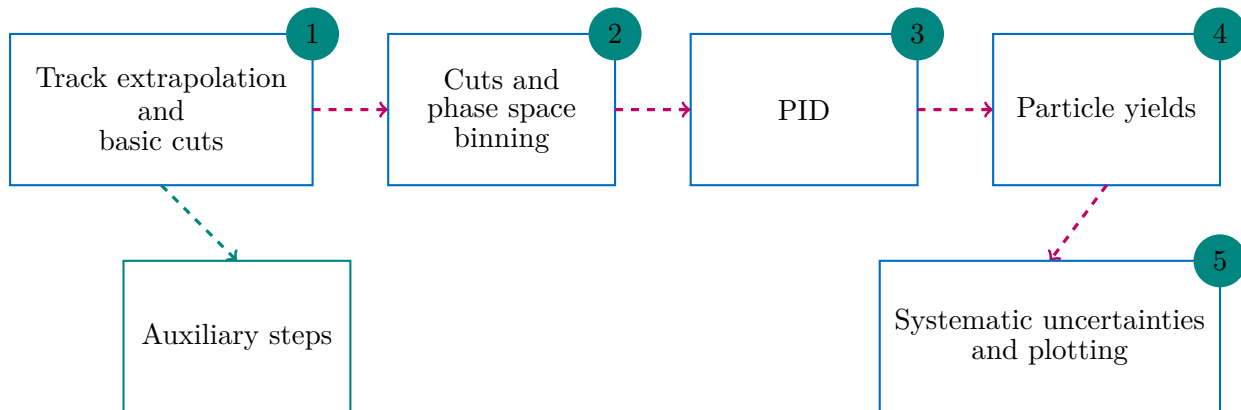 1
Track extrapolation
and
basic cuts
2
Cuts and
phase space
binning
3
PID
4
Particle yields
Auxiliary steps
5
Systematic uncertainties
and plotting